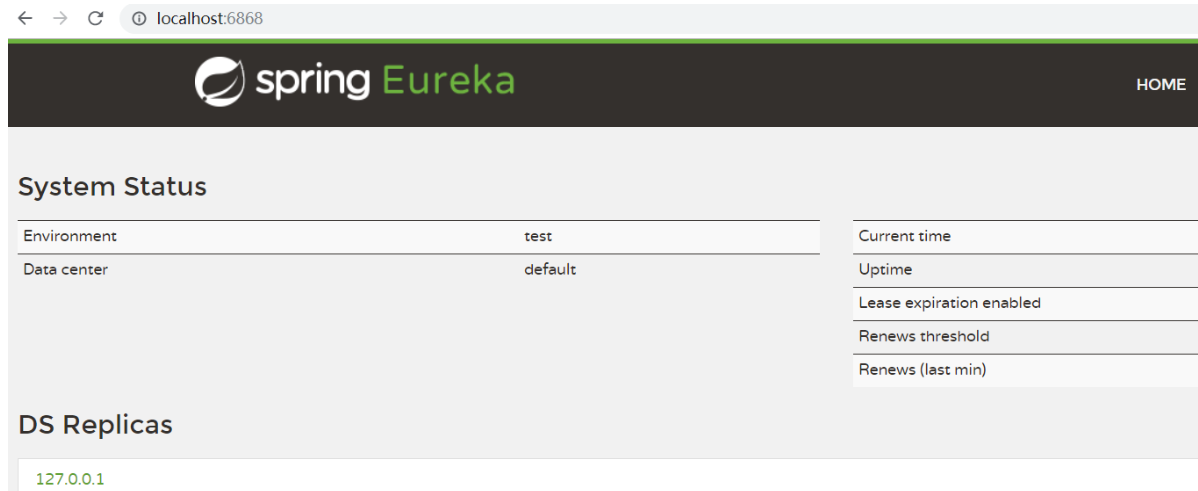 localhost:6868
spring Eureka
HOME
System Status
Environment test
Data center default
Current time
Uptime
Lease expiration enabled
Renews threshold
Renews (last min)
DS Replicas
127.0.0.1